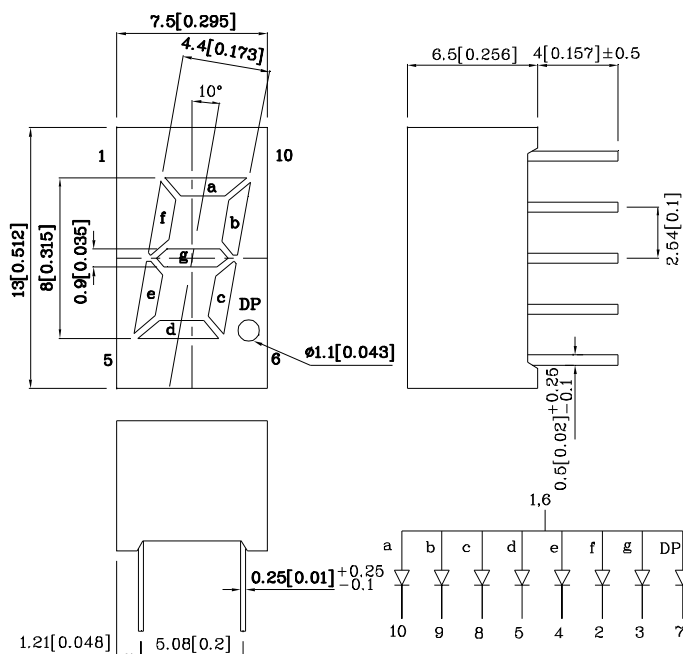 7.5[0.295]
4.4[0.173]
10°
6.5[0.256]
4[0.157]±0.5
1
10
a
f
b
g
e
c
d
DP
5
6
13[0.512]
8[0.315]
0.9[0.035]
ø1.1[0.043]
2.54[0.1]
0.5[0.02]+0.25 -0.1
0.25[0.01]+0.25 -0.1
1.21[0.048]
5.08[0.2]
1,6
a b c d e f g DP
10 9 8 5 4 2 3 7